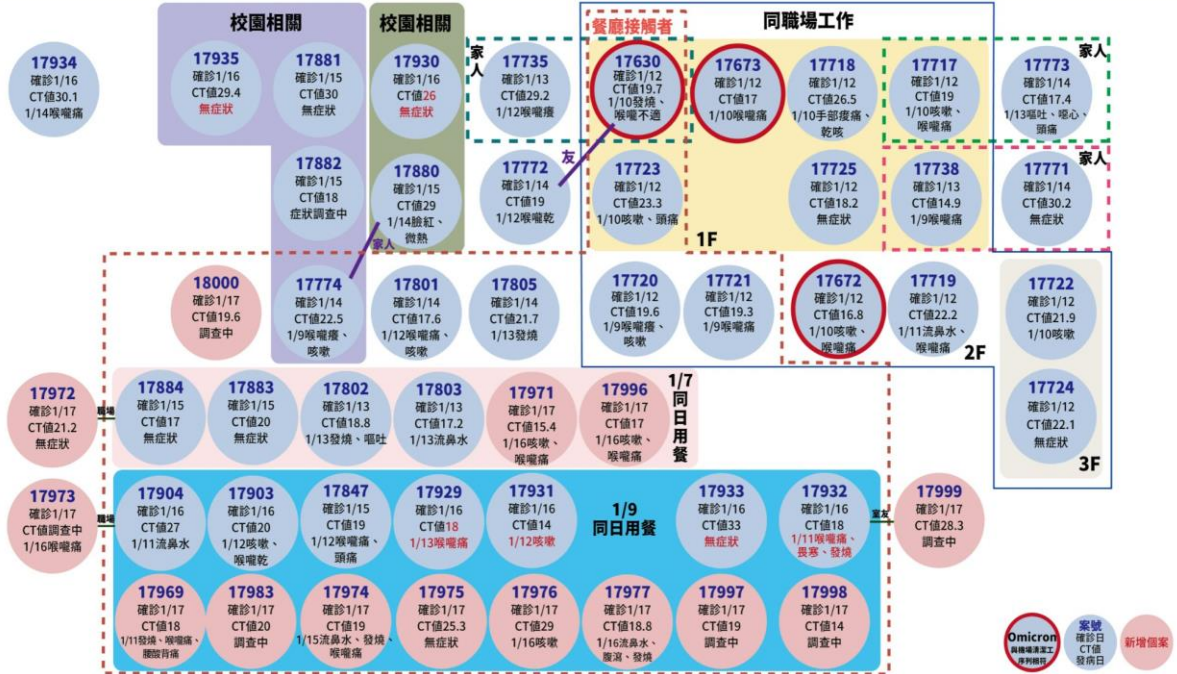 校園相關
校園相關
餐廳接觸者
同職場工作
17934
確診1/16
CT值30.1
1/14喉嚨痛
17935
確診1/16
CT值29.4
無症狀
17881
確診1/15
CT值30
無症狀
17930
確診1/16
CT值26
無症狀
家人
17735
確診1/13
CT值29.2
1/12喉嚨癢
17630
確診1/12
CT值19.7
1/10發燒、
喉嚨不適
17673
確診1/12
CT值17
1/10喉嚨痛
17718
確診1/12
CT值26.5
1/10手部痠痛、
乾咳
17717
確診1/12
CT值19
1/10咳嗽、
喉嚨痛
家人
17773
確診1/14
CT值17.4
1/13嘔吐、噁心、
頭痛
17882
確診1/15
CT值18
症狀調查中
17880
確診1/15
CT值29
1/14臉紅、
微熱
家人
17772
確診1/14
CT值19
1/12喉嚨乾
友
17723
確診1/12
CT值23.3
1/10咳嗽、頭痛
17725
確診1/12
CT值18.2
無症狀
17738
確診1/13
CT值14.9
1/9喉嚨痛
家人
17771
確診1/14
CT值30.2
無症狀
1F
18000
確診1/17
CT值19.6
調查中
17774
確診1/14
CT值22.5
1/9喉嚨癢、
咳嗽
17801
確診1/14
CT值17.6
1/12喉嚨痛、
咳嗽
17805
確診1/14
CT值21.7
1/13發燒
17720
確診1/12
CT值19.6
1/9喉嚨癢、
咳嗽
17721
確診1/12
CT值19.3
1/9喉嚨痛
17672
確診1/12
CT值16.8
1/10咳嗽、
喉嚨痛
17719
確診1/12
CT值22.2
1/11流鼻水、
喉嚨痛
2F
17722
確診1/12
CT值21.9
1/10咳嗽
17724
確診1/12
CT值22.1
無症狀
3F
17972
確診1/17
CT值21.2
無症狀
職場
17884
確診1/15
CT值17
無症狀
17883
確診1/15
CT值20
無症狀
17802
確診1/13
CT值18.8
1/13發燒、嘔吐
17803
確診1/13
CT值17.2
1/13流鼻水
17971
確診1/17
CT值15.4
1/16咳嗽、
喉嚨痛
17996
確診1/17
CT值17
1/16咳嗽、
喉嚨痛
1/7
同日用餐
17973
確診1/17
CT值調查中
1/16喉嚨痛
職場
17904
確診1/16
CT值27
1/11流鼻水
17903
確診1/16
CT值20
1/12咳嗽、
喉嚨乾
17847
確診1/15
CT值19
1/12喉嚨痛、
頭痛
17929
確診1/16
CT值18
1/13喉嚨痛
17931
確診1/16
CT值14
1/12咳嗽
1/9
同日用餐
17933
確診1/16
CT值33
無症狀
17932
確診1/16
CT值18
1/11喉嚨痛、
畏寒、發燒
室友
17999
確診1/17
CT值28.3
調查中
17969
確診1/17
CT值18
1/11發燒、喉嚨痛、
腰酸背痛
17983
確診1/17
CT值20
調查中
17974
確診1/17
CT值19
1/15流鼻水、發燒、
喉嚨痛
17975
確診1/17
CT值25.3
無症狀
17976
確診1/17
CT值29
1/16咳嗽
17977
確診1/17
CT值18.8
1/16流鼻水、
腹瀉、發燒
17997
確診1/17
CT值19
調查中
17998
確診1/17
CT值14
調查中
Omicron
與機場清潔工
序列相符
案號
確診日
CT值
發病日
新增個案